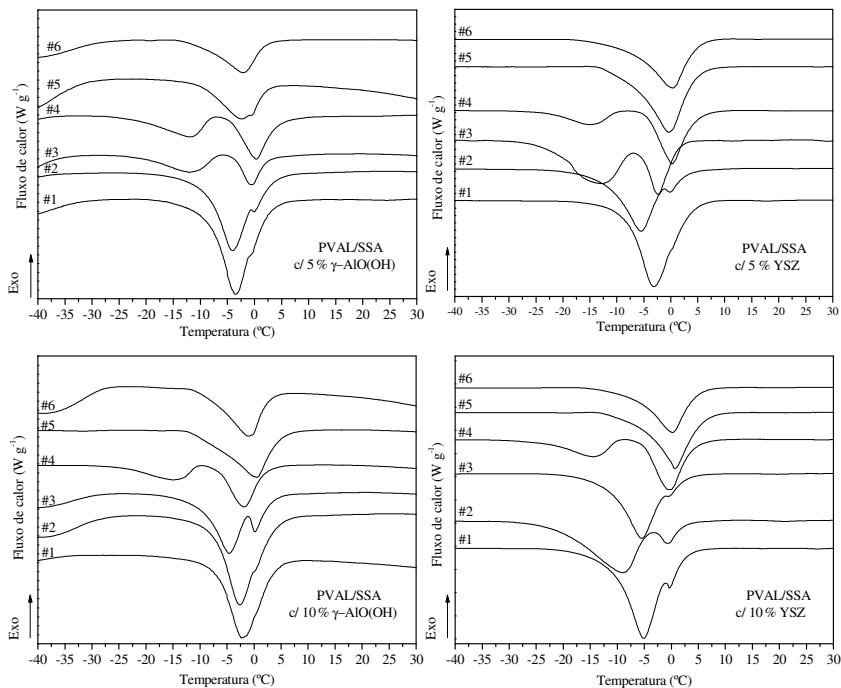 #6
#5
#4
#3
#2
#1
Fluxo de calor (W g⁻¹)
Exo
PVAL/SSA
c/ 5 % γ–AlO(OH)
-40 -35 -30 -25 -20 -15 -10 -5 0 5 10 15 20 25 30
Temperatura (ºC)
#6
#5
#4
#3
#2
#1
Fluxo de calor (W g⁻¹)
Exo
PVAL/SSA
c/ 5 % YSZ
-40 -35 -30 -25 -20 -15 -10 -5 0 5 10 15 20 25 30
Temperatura (ºC)
#6
#5
#4
#3
#2
#1
Fluxo de calor (W g⁻¹)
Exo
PVAL/SSA
c/ 10 % γ–AlO(OH)
-40 -35 -30 -25 -20 -15 -10 -5 0 5 10 15 20 25 30
Temperatura (ºC)
#6
#5
#4
#3
#2
#1
Fluxo de calor (W g⁻¹)
Exo
PVAL/SSA
c/ 10 % YSZ
-40 -35 -30 -25 -20 -15 -10 -5 0 5 10 15 20 25 30
Temperatura (ºC)